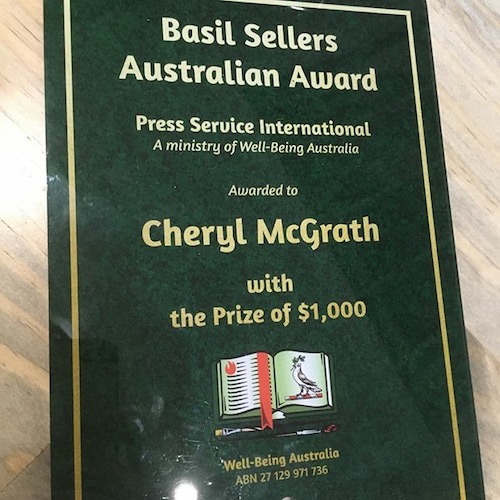 Basil Sellers
Australian Award
Press Service International
A ministry of Well-Being Australia
Awarded to
Cheryl McGrath
with
the Prize of $1,000
Well-Being Australia
ABN 27 129 971 736